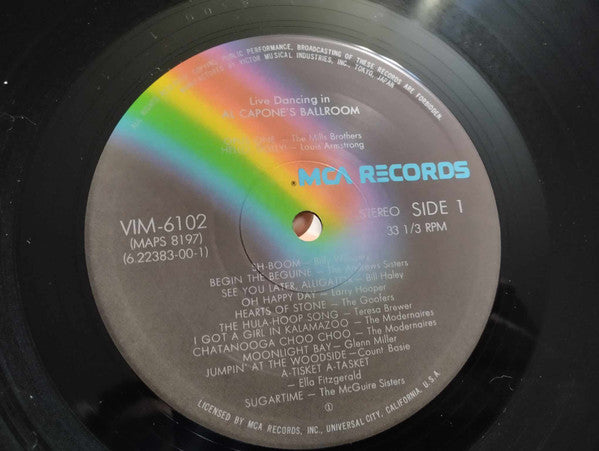 PUBLIC PERFORMANCE, BROADCASTING OF THESE RECORDS ARE FORBIDDEN.
BY VICTOR MUSICAL INDUSTRIES, INC., TOKYO, JAPAN
Live Dancing in
AL CAPONE'S BALLROOM
The Mills Brothers
Louis Armstrong
MCA RECORDS
VIM-6102
(MAPS 8197)
(6.22383-00-1)
STEREO SIDE 1
33 1/3 RPM
SH-BOOM – Billy
BEGIN THE BEGUINE – The Andrews Sisters
SEE YOU LATER, ALLIGATOR – Bill Haley
OH HAPPY DAY – Larry Hooper
HEARTS OF STONE – The Goofers
THE HULA-HOOP SONG – Teresa Brewer
I GOT A GIRL IN KALAMAZOO – The Modernaires
CHATANOOGA CHOO CHOO – The Modernaires
MOONLIGHT BAY – Glenn Miller
JUMPIN' AT THE WOODSIDE – Count Basie
A-TISKET A-TASKET
– Ella Fitzgerald
SUGARTIME – The McGuire Sisters
LICENSED BY MCA RECORDS, INC., UNIVERSAL CITY, CALIFORNIA, U.S.A.